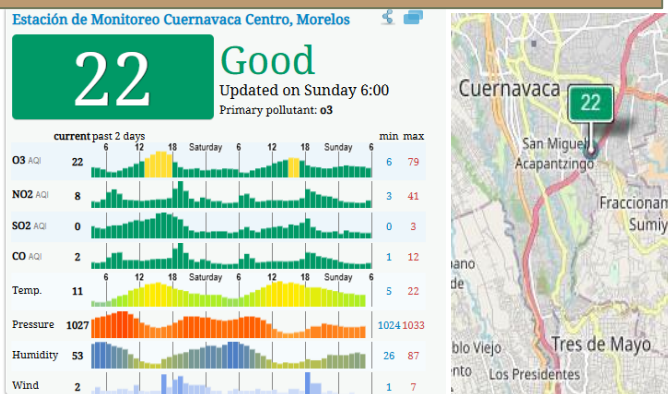 Estación de Monitoreo Cuernavaca Centro, Morelos
22
Good
Updated on Sunday 6:00
Primary pollutant: o3
current past 2 days min max
6 12 18 Saturday 6 12 18 Sunday 6
O3 AQI 22 6 79
NO2 AQI 8 3 41
SO2 AQI 0 0 3
CO AQI 2 1 12
6 12 18 Saturday 6 12 18 Sunday 6
Temp. 11 5 22
Pressure 1027 1024 1033
Humidity 53 26 87
Wind 2 1 7
Cuernavaca
22
San Miguel
Acapantzingo
Fraccionam
Sumiy
ano
de
blo Viejo
nto
Tres de Mayo
Los Presidentes